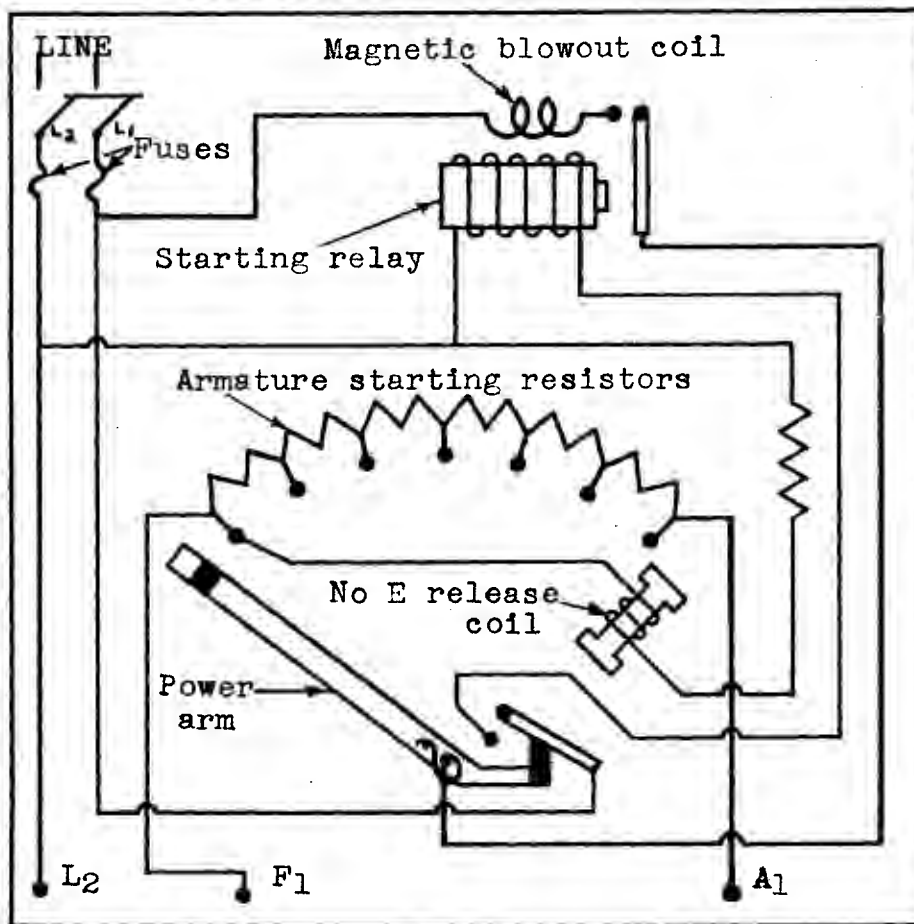 LINE
Magnetic blowout coil
L2 L1
Fuses
Starting relay
Armature starting resistors
No E release
coil
Power
arm
L2
F1
A1